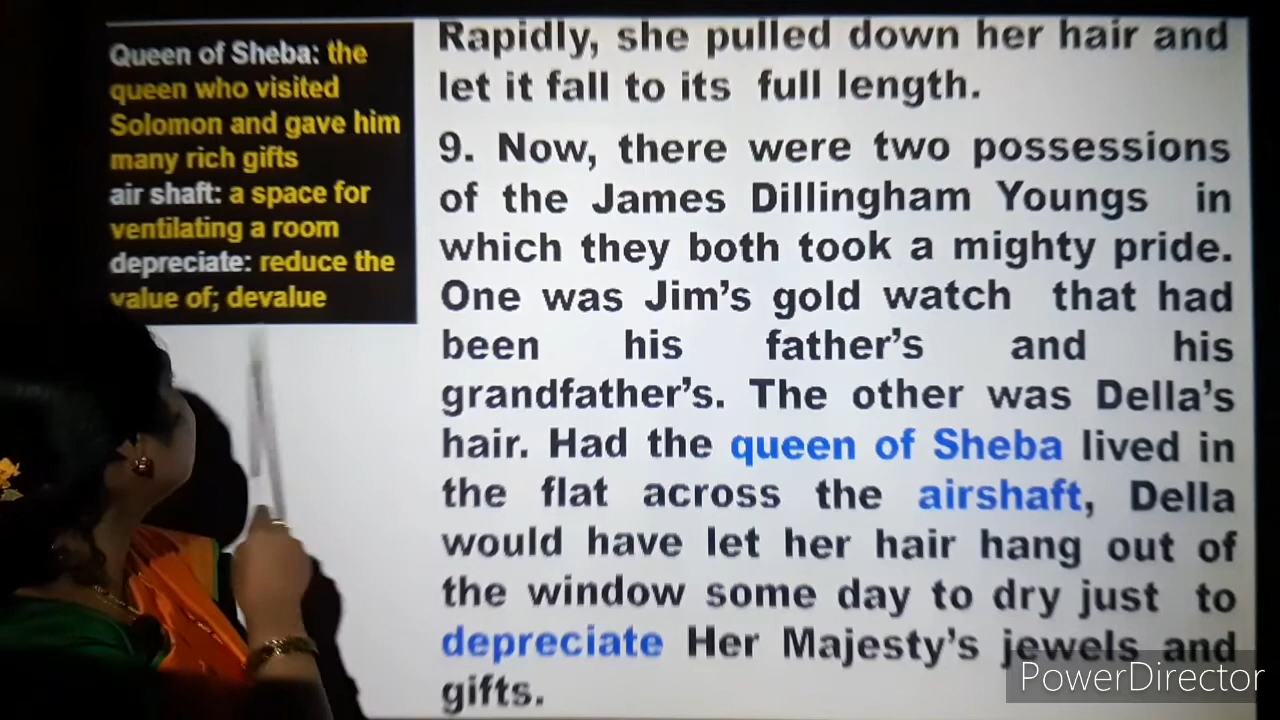 Queen of Sheba: the
queen who visited
Solomon and gave him
many rich gifts
air shaft: a space for
ventilating a room
depreciate: reduce the
value of; devalue
Rapidly, she pulled down her hair and
let it fall to its full length.
9. Now, there were two possessions
of the James Dillingham Youngs in
which they both took a mighty pride.
One was Jim's gold watch that had
been his father's and his
grandfather's. The other was Della's
hair. Had the queen of Sheba lived in
the flat across the airshaft, Della
would have let her hair hang out of
the window some day to dry just to
depreciate Her Majesty's jewels and
gifts.
PowerDirector